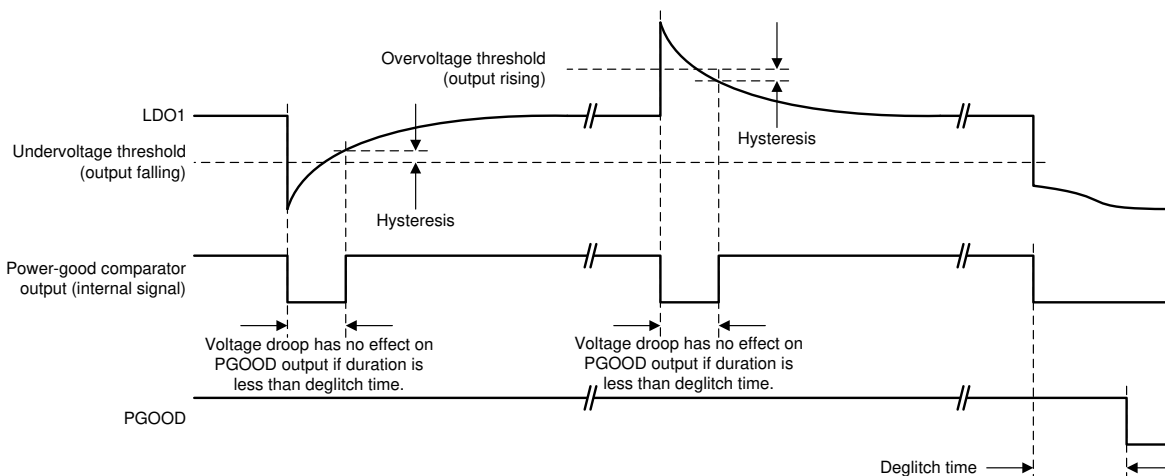 Overvoltage threshold
(output rising)
LDO1
Hysteresis
Undervoltage threshold
(output falling)
Hysteresis
Power-good comparator
output (internal signal)
Voltage droop has no effect on
PGOOD output if duration is
less than deglitch time.
Voltage droop has no effect on
PGOOD output if duration is
less than deglitch time.
PGOOD
Deglitch time